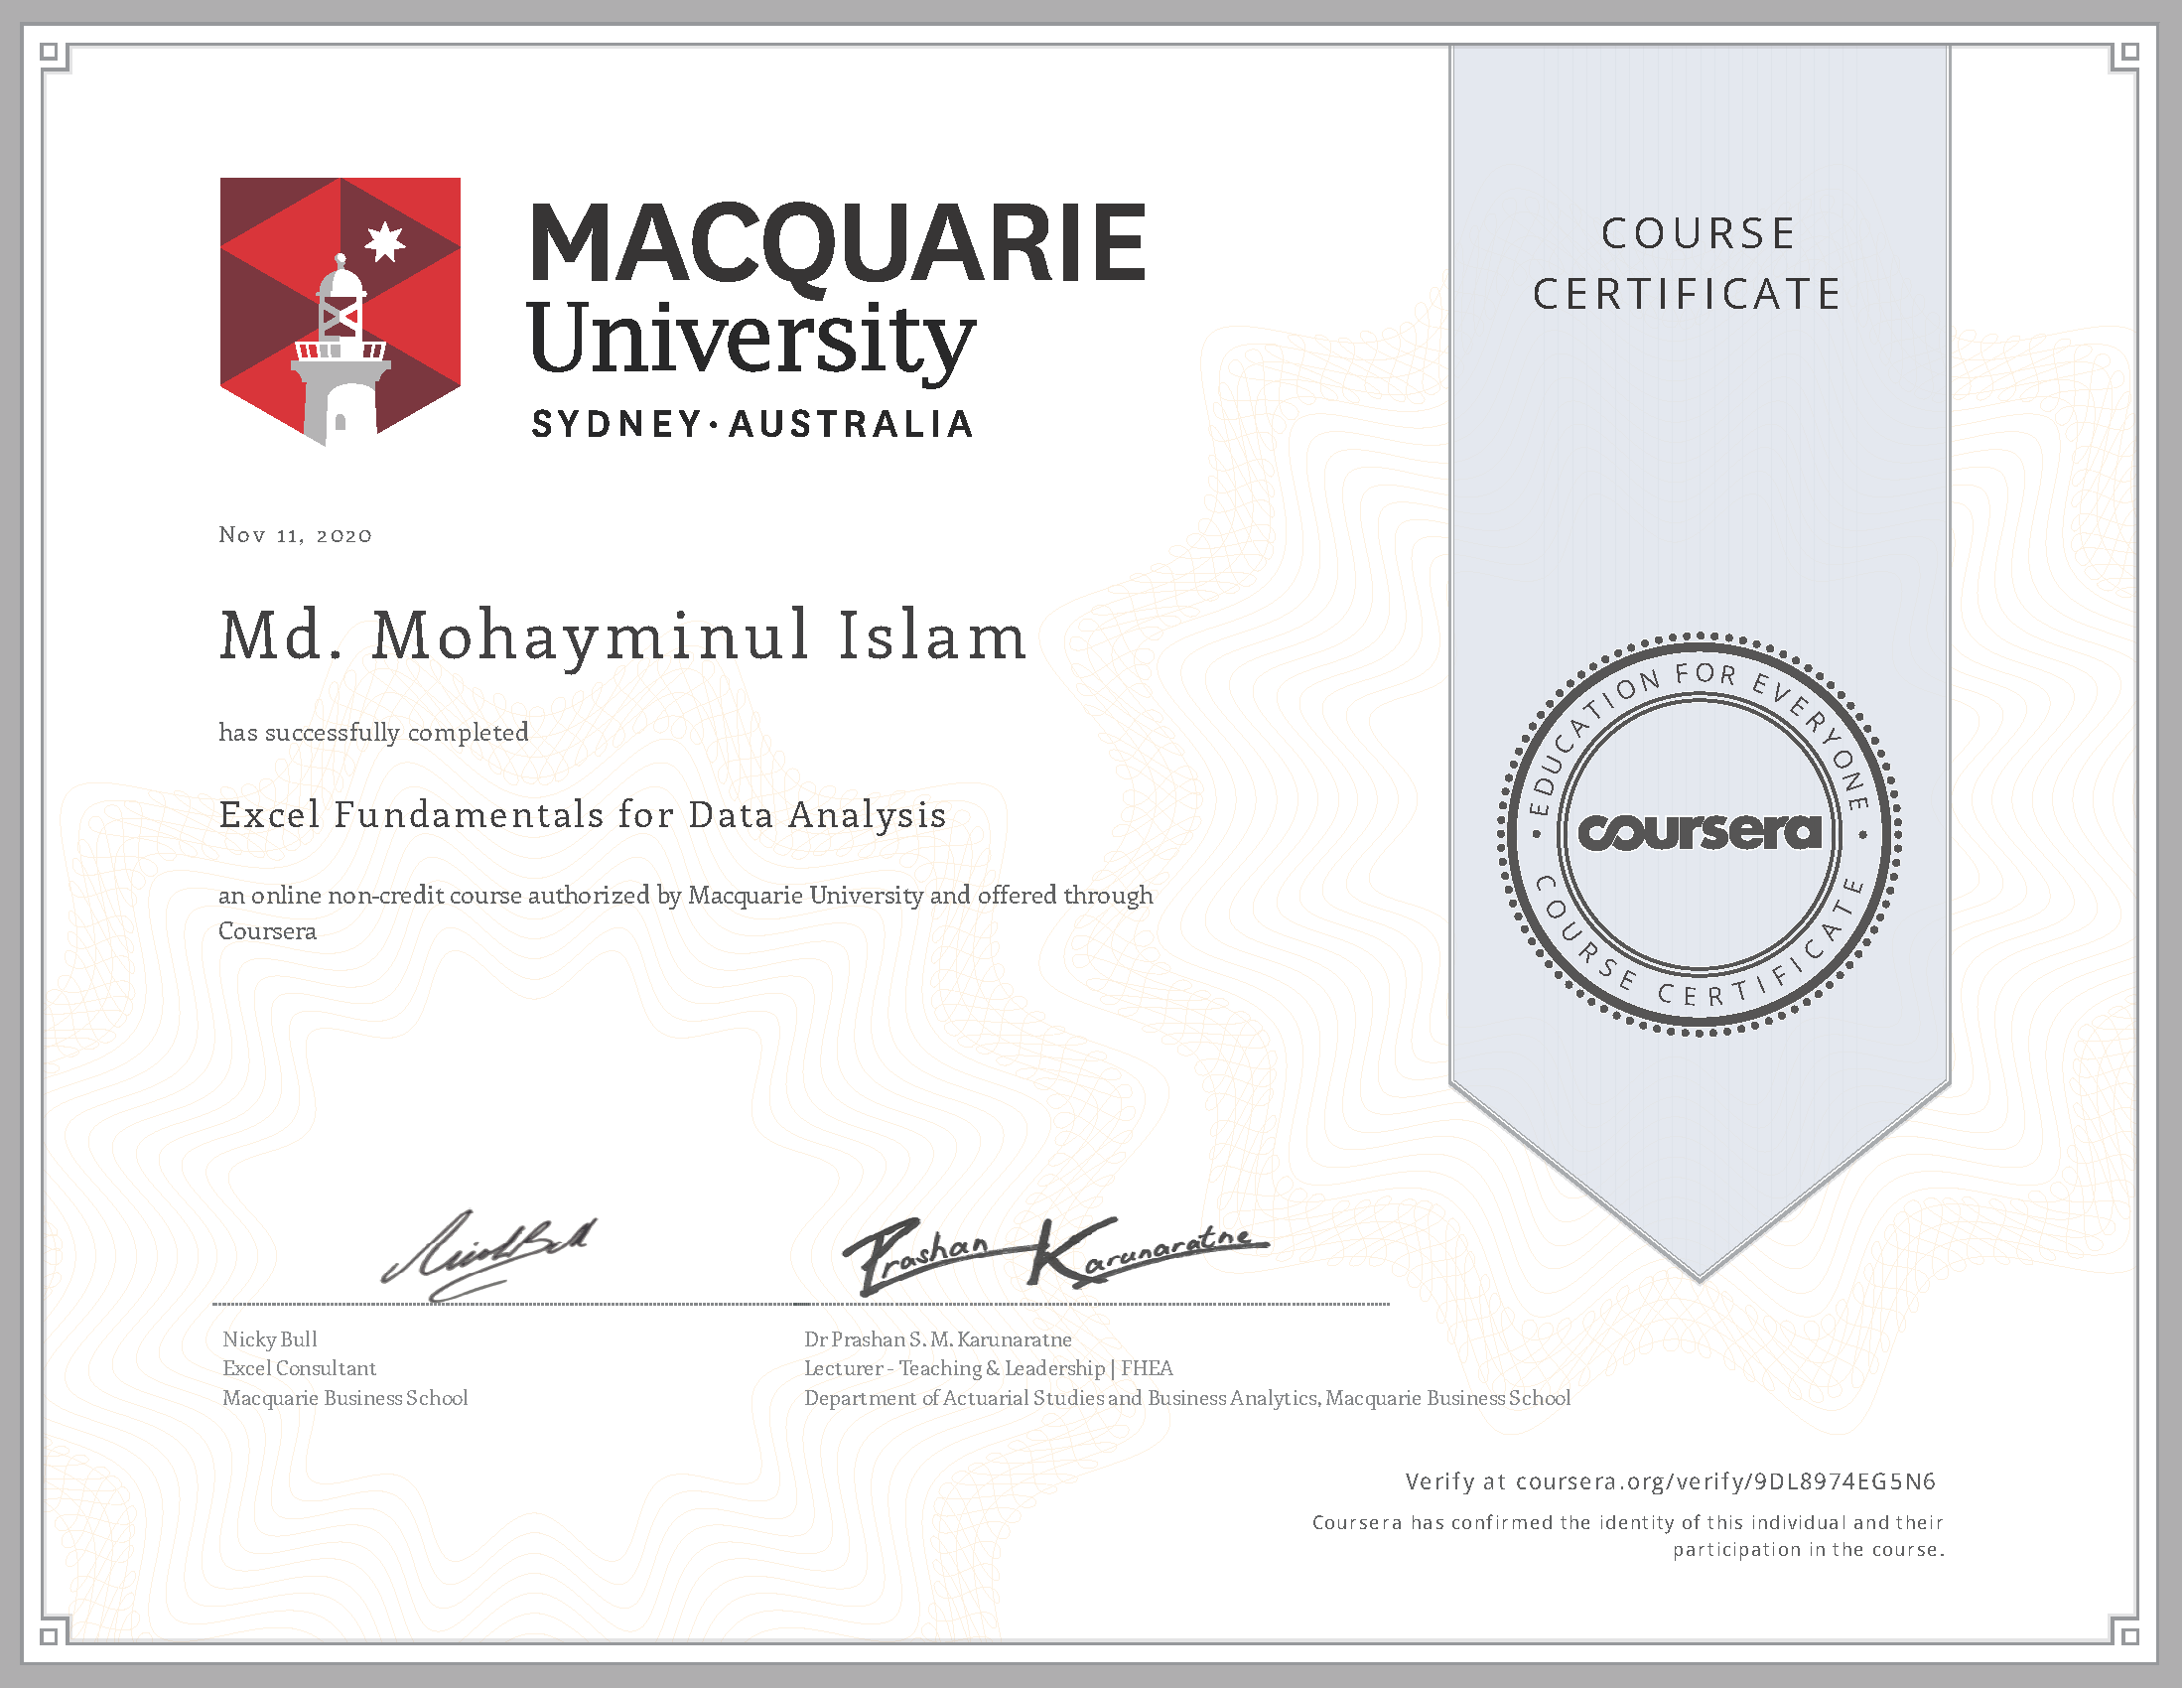 MACQUARIE
University
SYDNEY·AUSTRALIA
COURSE
CERTIFICATE
Nov 11, 2020
Md. Mohayminul Islam
has successfully completed
Excel Fundamentals for Data Analysis
an online non-credit course authorized by Macquarie University and offered through
Coursera
EDUCATION FOR EVERYONE
coursera
COURSE CERTIFICATE
Nicky Bull
Prashan Karunaratne
Nicky Bull
Excel Consultant
Macquarie Business School
Dr Prashan S. M. Karunaratne
Lecturer - Teaching & Leadership | FHEA
Department of Actuarial Studies and Business Analytics, Macquarie Business School
Verify at coursera.org/verify/9DL8974EG5N6
Coursera has confirmed the identity of this individual and their
participation in the course.